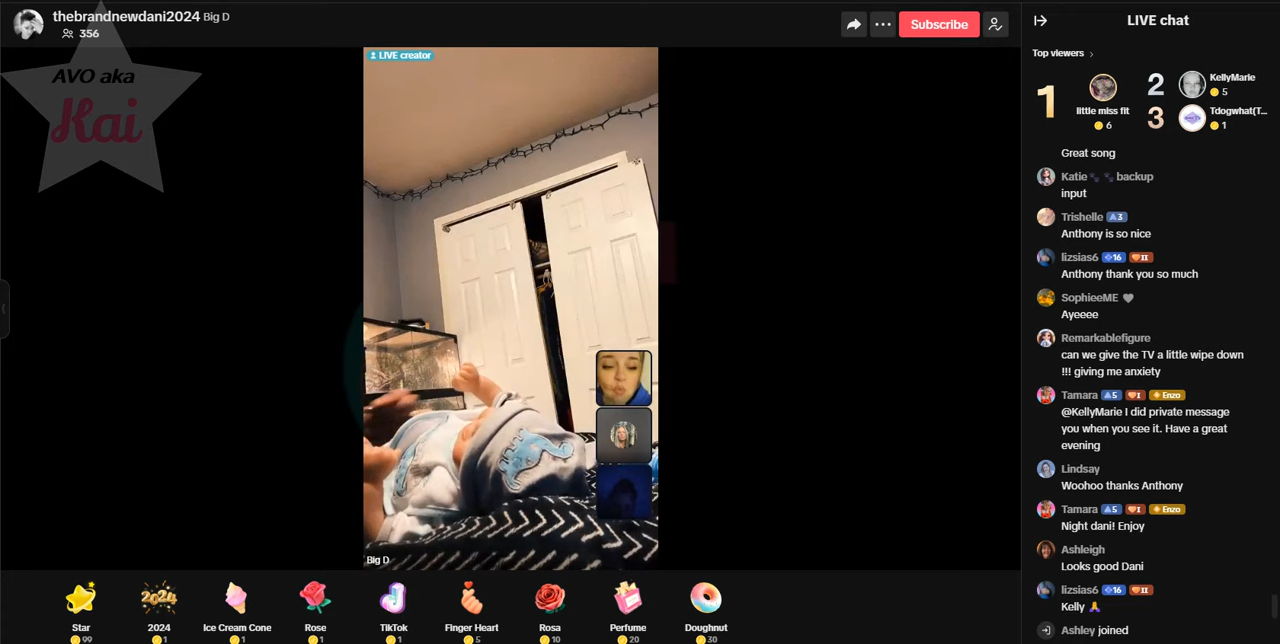 thebrandnewdani2024 Big D
356
Subscribe
AVO aka
Kai
LIVE creator
Big D
Star
99
2024
2024
1
Ice Cream Cone
1
Rose
1
TikTok
1
Finger Heart
5
Rosa
10
Perfume
20
Doughnut
30
LIVE chat
Top viewers
1
little miss fit
6
2
KellyMarie
5
3
Tdogwhat(T...
1
Great song
Katie backup
input
Trishelle 3
Anthony is so nice
lizsias6 16 II
Anthony thank you so much
SophieeME
Ayeeee
Remarkablefigure
can we give the TV a little wipe down
!!! giving me anxiety
Tamara 5 I Enzo
@KellyMarie I did private message
you when you see it. Have a great
evening
Lindsay
Woohoo thanks Anthony
Tamara 5 I Enzo
Night dani! Enjoy
Ashleigh
Looks good Dani
lizsias6 16 II
Kelly 🙏
Ashley joined